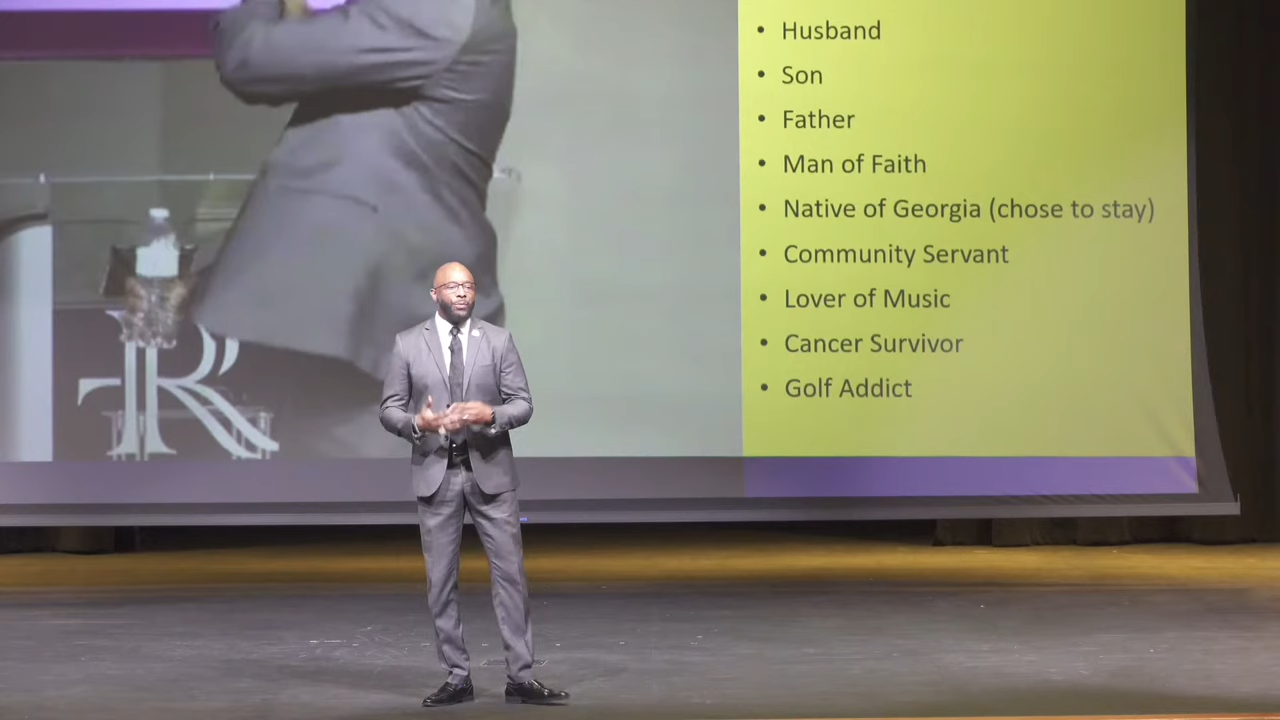 • Husband
• Son
• Father
• Man of Faith
• Native of Georgia (chose to stay)
• Community Servant
• Lover of Music
• Cancer Survivor
• Golf Addict
R